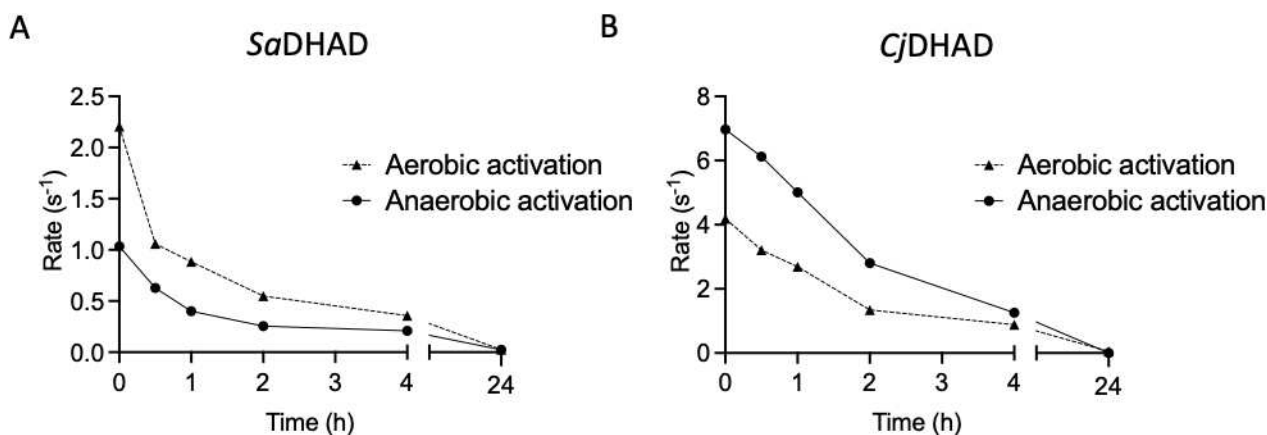 A
SaDHAD
2.5
2.0
1.5
1.0
0.5
0.0
Rate (s⁻¹)
0
1
2
3
4
24
Time (h)
Aerobic activation
Anaerobic activation
B
CjDHAD
8
6
4
2
0
Rate (s⁻¹)
0
1
2
3
4
24
Time (h)
Aerobic activation
Anaerobic activation